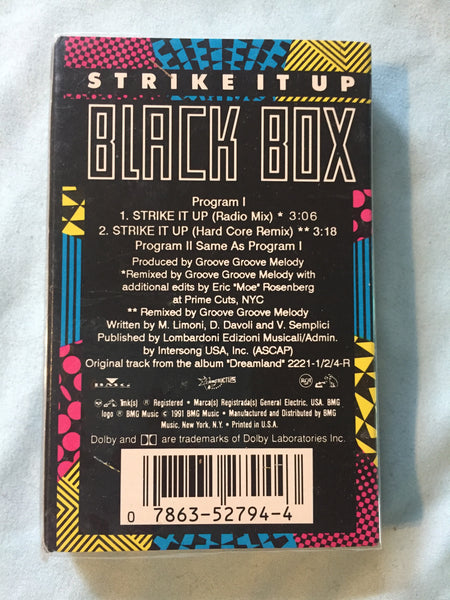 STRIKE IT UP
BLACK BOX
Program I
1. STRIKE IT UP (Radio Mix) * 3:06
2. STRIKE IT UP (Hard Core Remix) ** 3:18
Program II Same As Program I
Produced by Groove Groove Melody
*Remixed by Groove Groove Melody with
additional edits by Eric "Moe" Rosenberg
at Prime Cuts, NYC
** Remixed by Groove Groove Melody
Written by M. Limoni, D. Davoli and V. Semplici
Published by Lombardoni Edizioni Musicali/Admin.
by Intersong USA, Inc. (ASCAP)
Original track from the album "Dreamland" 2221-1/2/4-R
BMG RCA
Tmk(s) ® Registered • Marca(s) Registrada(s) General Electric, USA. BMG
logo ® BMG Music • © 1991 BMG Music • Manufactured and Distributed by BMG
Music, New York, N.Y. • Printed in U.S.A.
Dolby and are trademarks of Dolby Laboratories Inc.
0 7863-52794-4